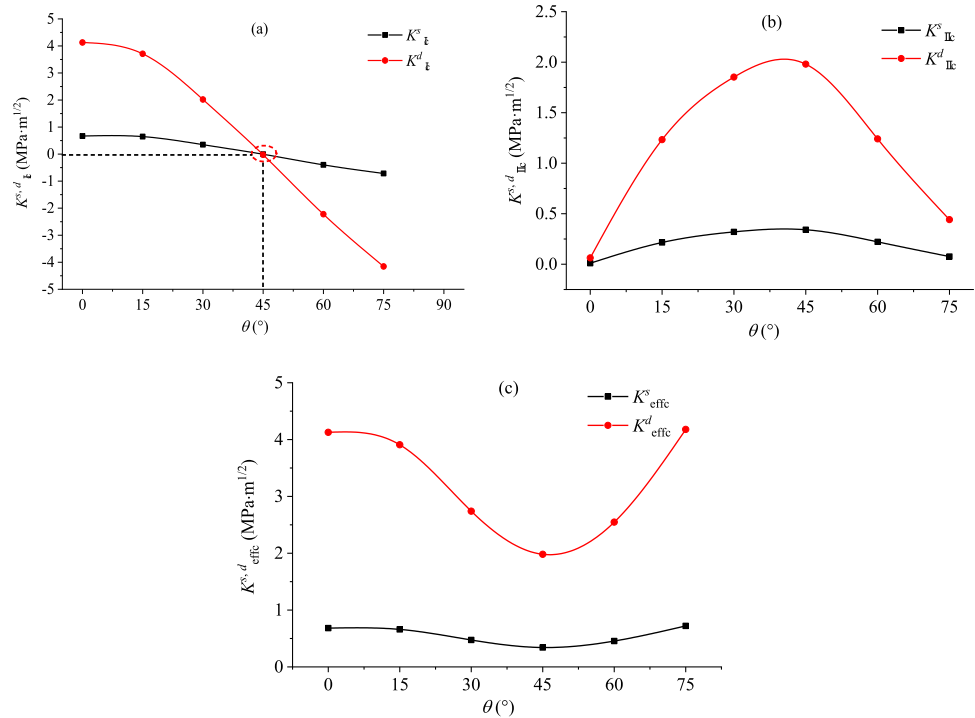 (a)
K^s_Ic
K^d_Ic
5
4
3
2
1
0
-1
-2
-3
-4
-5
K^{s, d}_Ic (MPa·m^{1/2})
0 15 30 45 60 75 90
θ (°)
(b)
K^s_IIc
K^d_IIc
2.5
2.0
1.5
1.0
0.5
0.0
K^{s, d}_IIc (MPa·m^{1/2})
0 15 30 45 60 75
θ (°)
(c)
K^s_effc
K^d_effc
5
4
3
2
1
0
K^{s, d}_effc (MPa·m^{1/2})
0 15 30 45 60 75
θ (°)